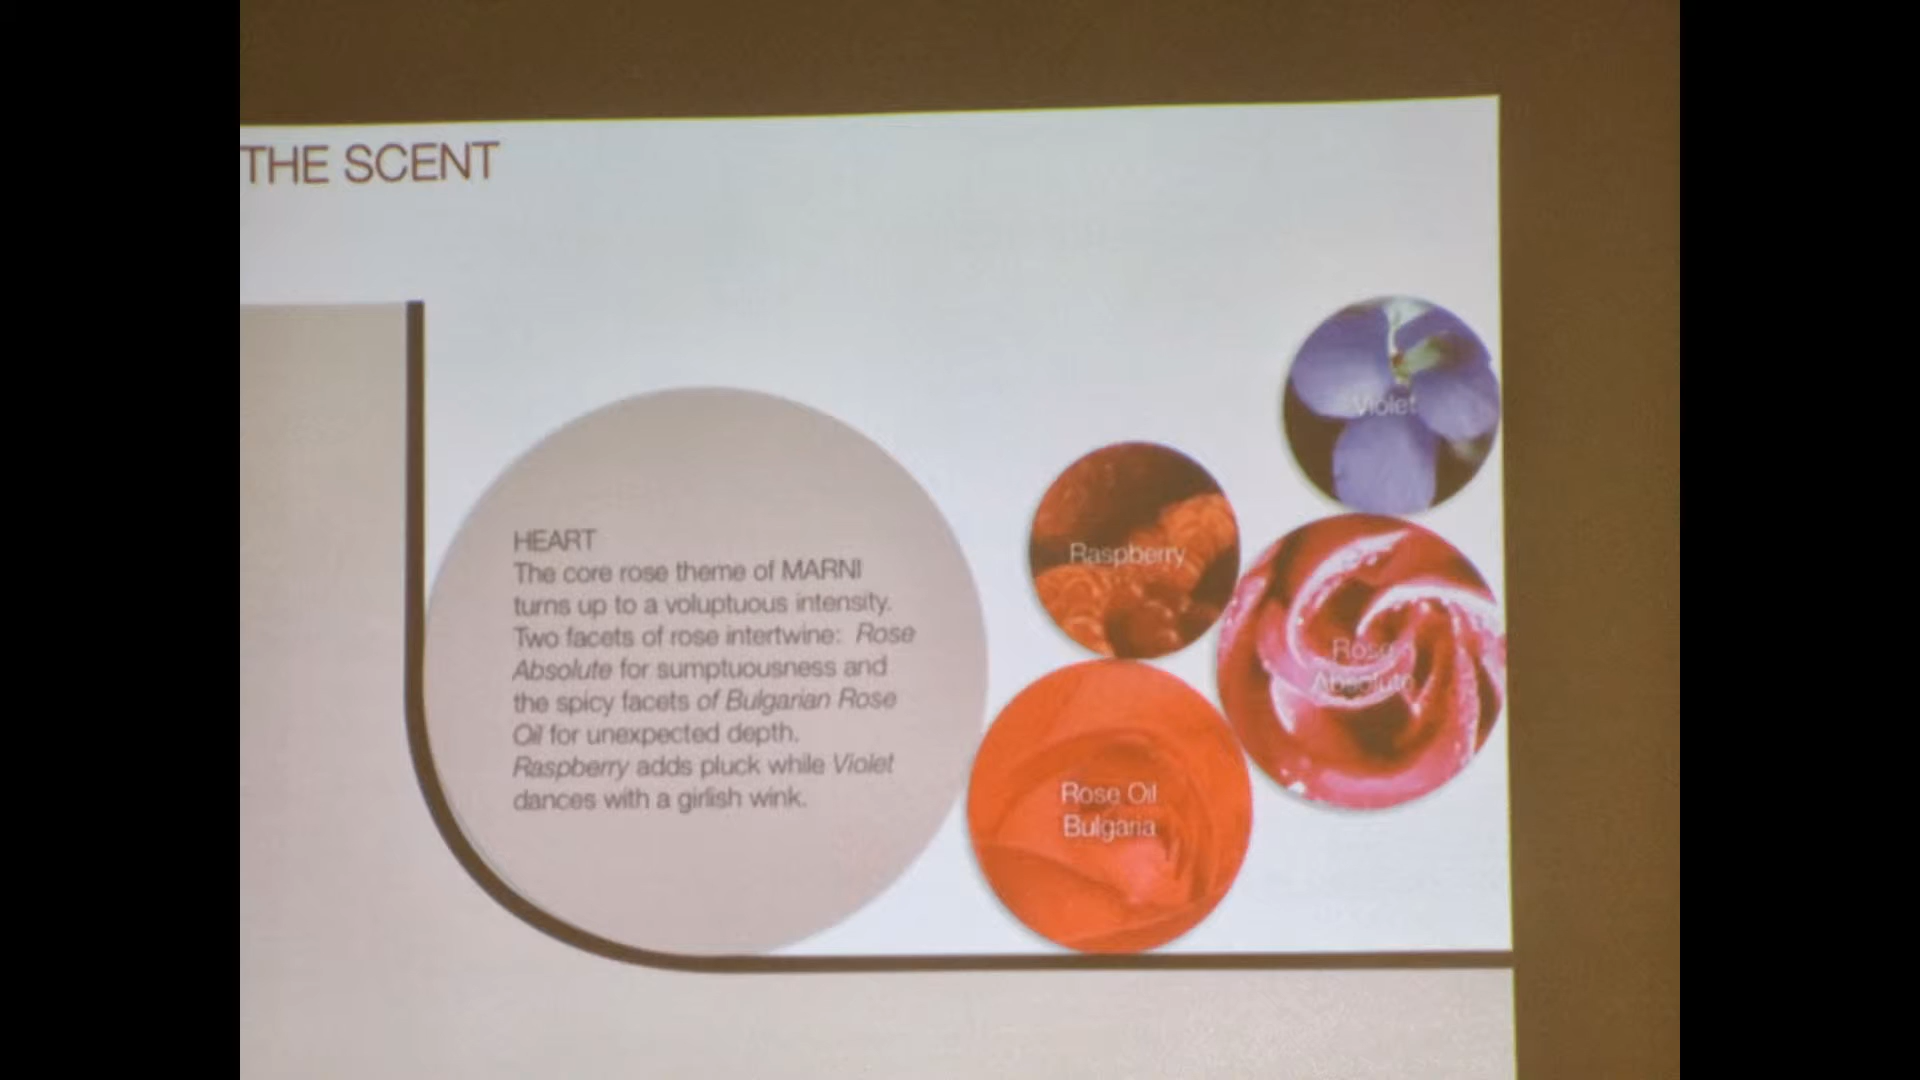 THE SCENT
HEART
The core rose theme of MARNI
turns up to a voluptuous intensity.
Two facets of rose intertwine: Rose
Absolute for sumptuousness and
the spicy facets of Bulgarian Rose
Oil for unexpected depth.
Raspberry adds pluck while Violet
dances with a girlish wink.
Violet
Raspberry
Rose
Absolute
Rose Oil
Bulgaria